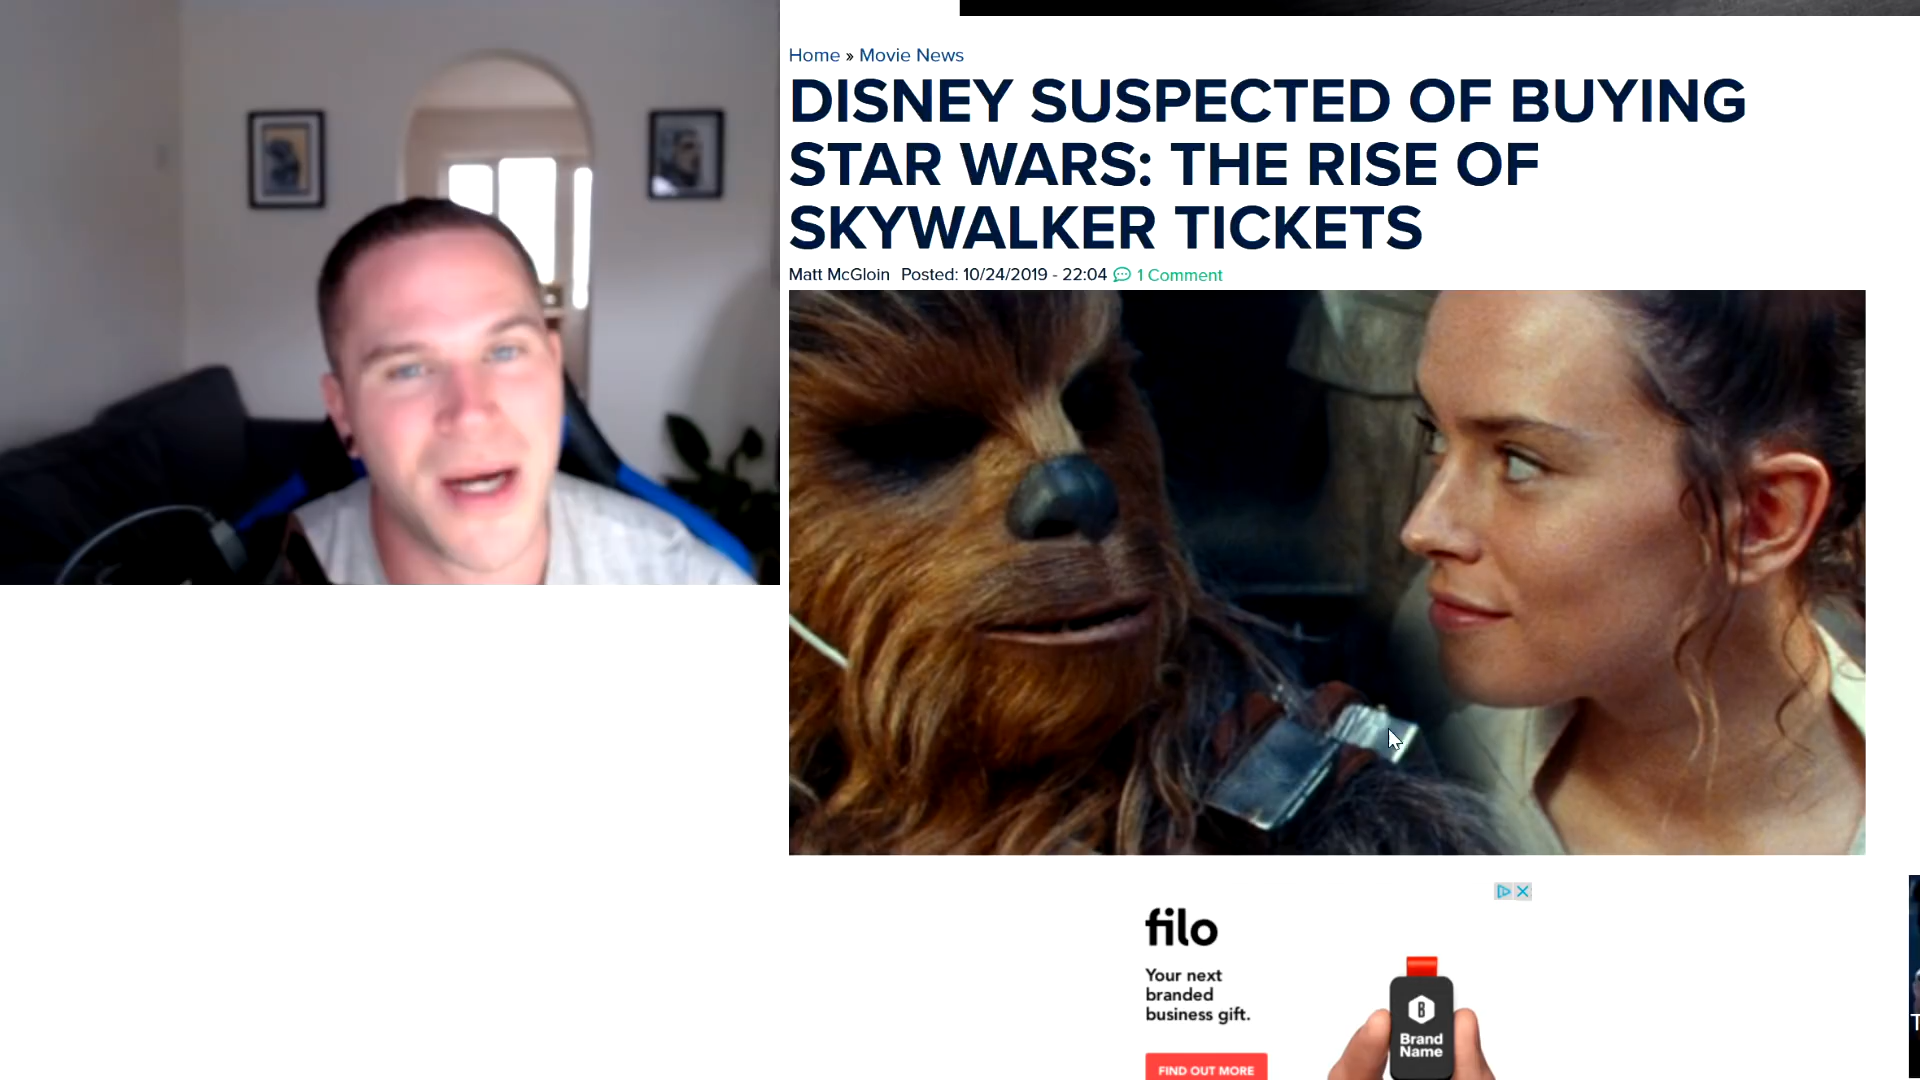 Home » Movie News
DISNEY SUSPECTED OF BUYING
STAR WARS: THE RISE OF
SKYWALKER TICKETS
Matt McGloin Posted: 10/24/2019 - 22:04 1 Comment
filo
Your next
branded
business gift.
B
Brand
Name
FIND OUT MORE